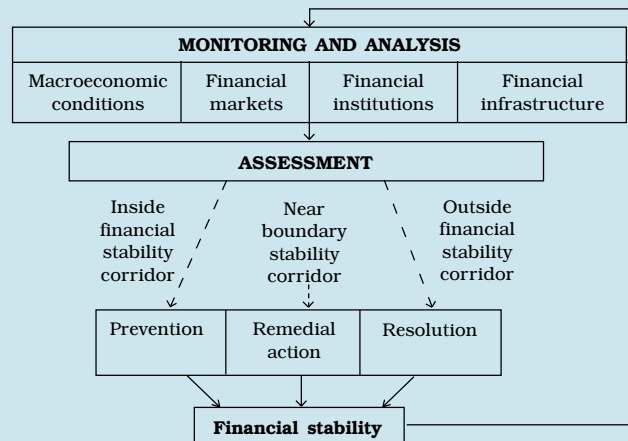 MONITORING AND ANALYSIS
Macroeconomic
conditions
Financial
markets
Financial
institutions
Financial
infrastructure
ASSESSMENT
Inside
financial
stability
corridor
Near
boundary
stability
corridor
Outside
financial
stability
corridor
Prevention
Remedial
action
Resolution
Financial stability